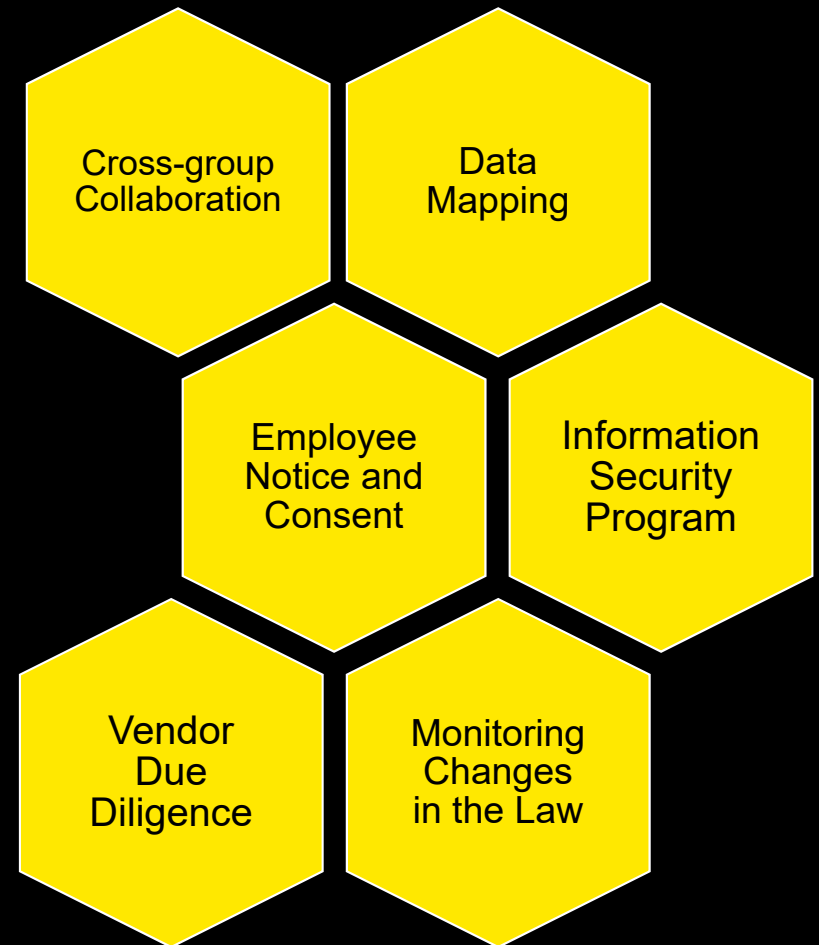 Cross-group
Collaboration
Data
Mapping
Employee
Notice and
Consent
Information
Security
Program
Vendor
Due
Diligence
Monitoring
Changes
in the Law